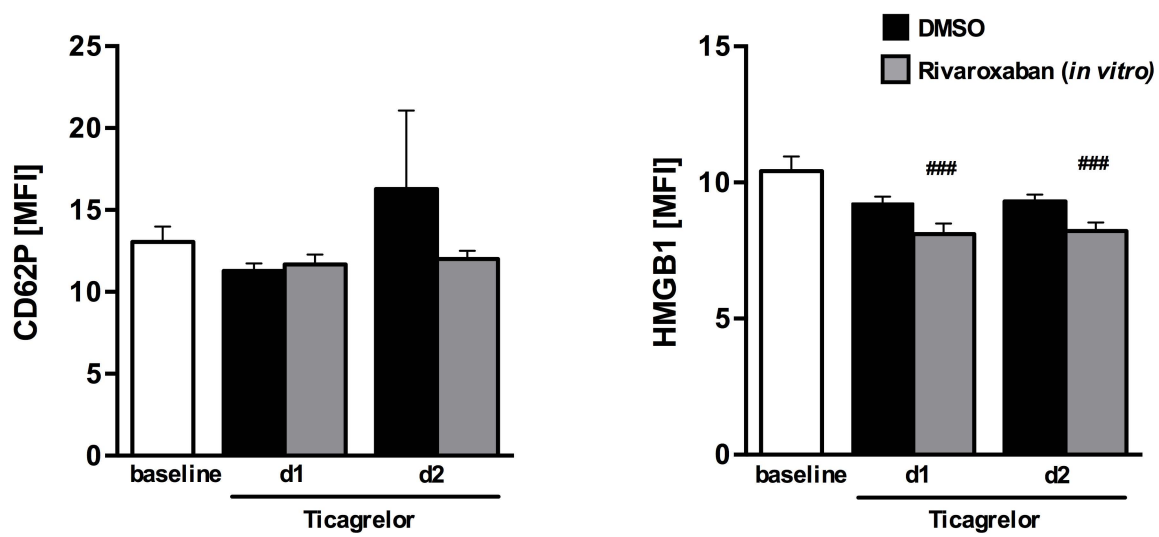 CD62P [MFI]
25
20
15
10
5
0
baseline
d1
d2
Ticagrelor
HMGB1 [MFI]
15
10
5
0
DMSO
Rivaroxaban (in vitro)
###
###
baseline
d1
d2
Ticagrelor